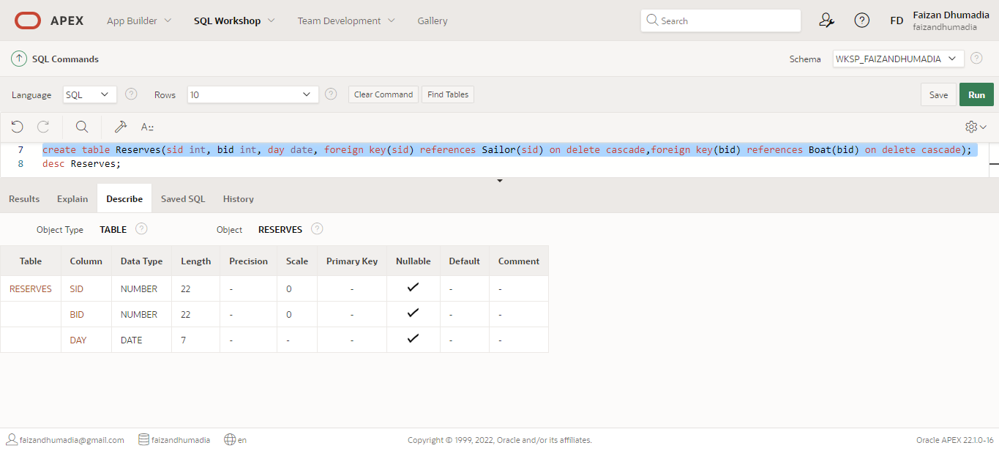 APEX App Builder SQL Workshop Team Development Gallery Search ? FD Faizan Dhumadia
faizandhumadia
SQL Commands Schema WKSP_FAIZANDHUMADIA ?
Language SQL ? Rows 10 ? Clear Command Find Tables Save Run
A::
7 create table Reserves(sid int, bid int, day date, foreign key(sid) references Sailor(sid) on delete cascade,foreign key(bid) references Boat(bid) on delete cascade);
8 desc Reserves;
Results Explain Describe Saved SQL History
Object Type TABLE ? Object RESERVES ?
Table Column Data Type Length Precision Scale Primary Key Nullable Default Comment
RESERVES SID NUMBER 22 - 0 - ✓ - -
BID NUMBER 22 - 0 - ✓ - -
DAY DATE 7 - - - ✓ - -
faizandhumadia@gmail.com faizandhumadia en Copyright © 1999, 2022, Oracle and/or its affiliates. Oracle APEX 22.1.0-16